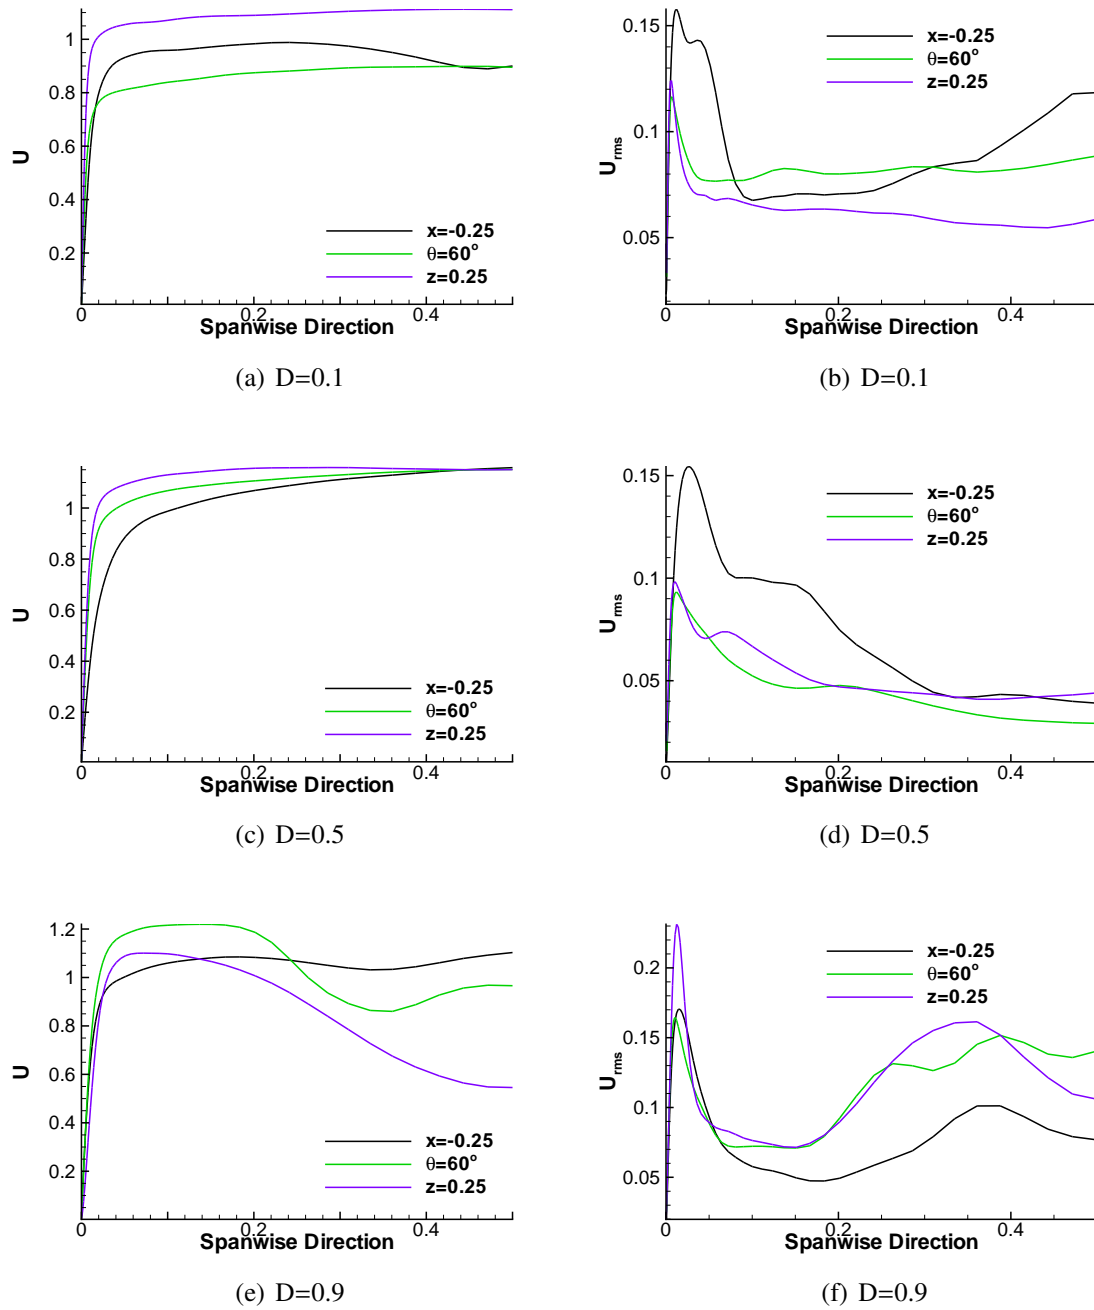 U
1
0.8
0.6
0.4
0.2
0
0.2
0.4
Spanwise Direction
x=-0.25
θ=60°
z=0.25
(a) D=0.1
U_rms
0.15
0.1
0.05
0
0.2
0.4
Spanwise Direction
x=-0.25
θ=60°
z=0.25
(b) D=0.1
U
1
0.8
0.6
0.4
0.2
0
0.2
0.4
Spanwise Direction
x=-0.25
θ=60°
z=0.25
(c) D=0.5
U_rms
0.15
0.1
0.05
0
0.2
0.4
Spanwise Direction
x=-0.25
θ=60°
z=0.25
(d) D=0.5
U
1.2
1
0.8
0.6
0.4
0.2
0
0.2
0.4
Spanwise Direction
x=-0.25
θ=60°
z=0.25
(e) D=0.9
U_rms
0.2
0.15
0.1
0.05
0
0.2
0.4
Spanwise Direction
x=-0.25
θ=60°
z=0.25
(f) D=0.9